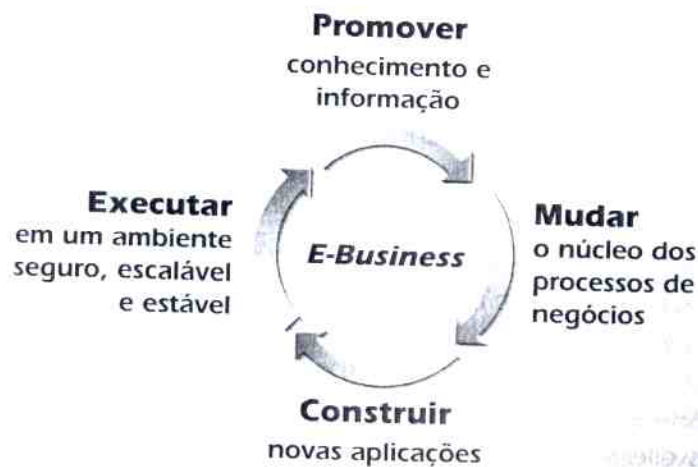 Promover
conhecimento e
informação
Mudar
o núcleo dos
processos de
negócios
Construir
novas aplicações
Executar
em um ambiente
seguro, escalável
e estável
E-Business